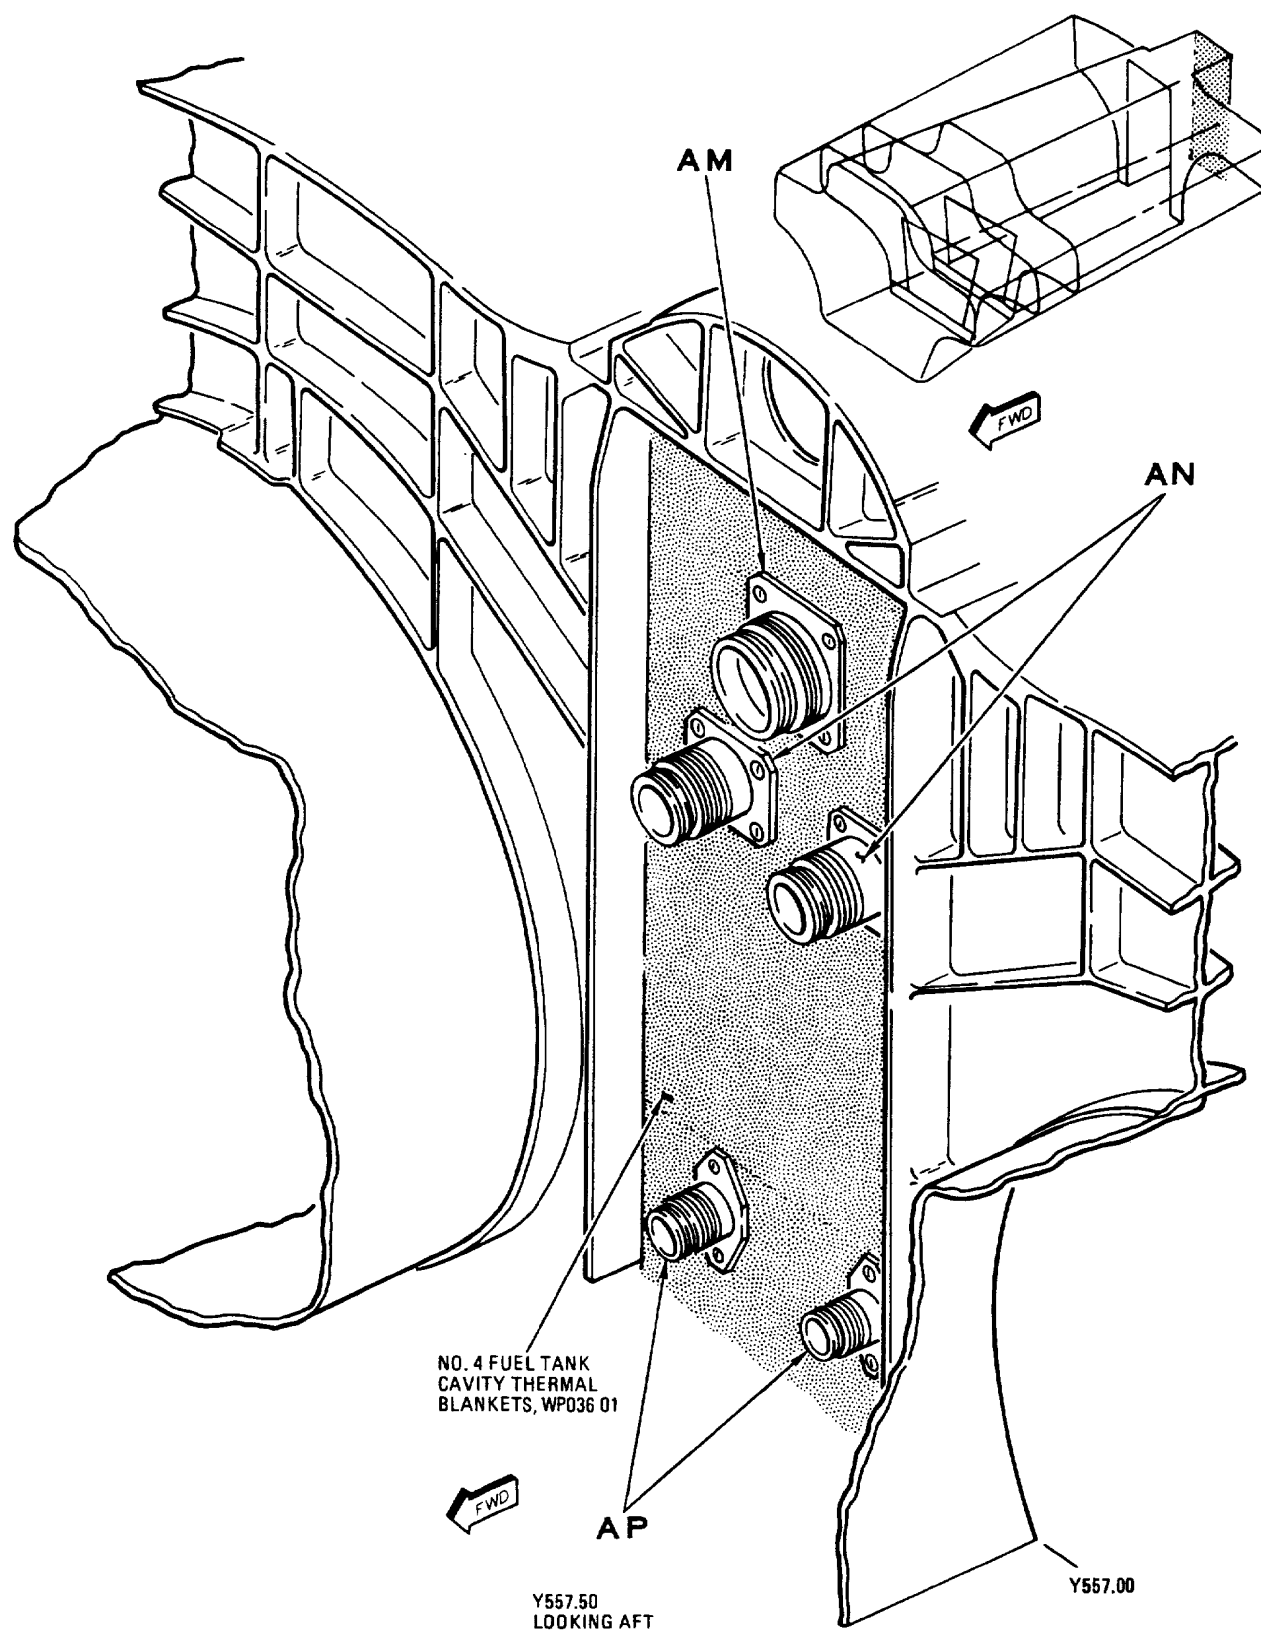 AM
FWD
AN
NO. 4 FUEL TANK
CAVITY THERMAL
BLANKETS, WP036 01
FWD
AP
Y557.50
LOOKING AFT
Y557.00